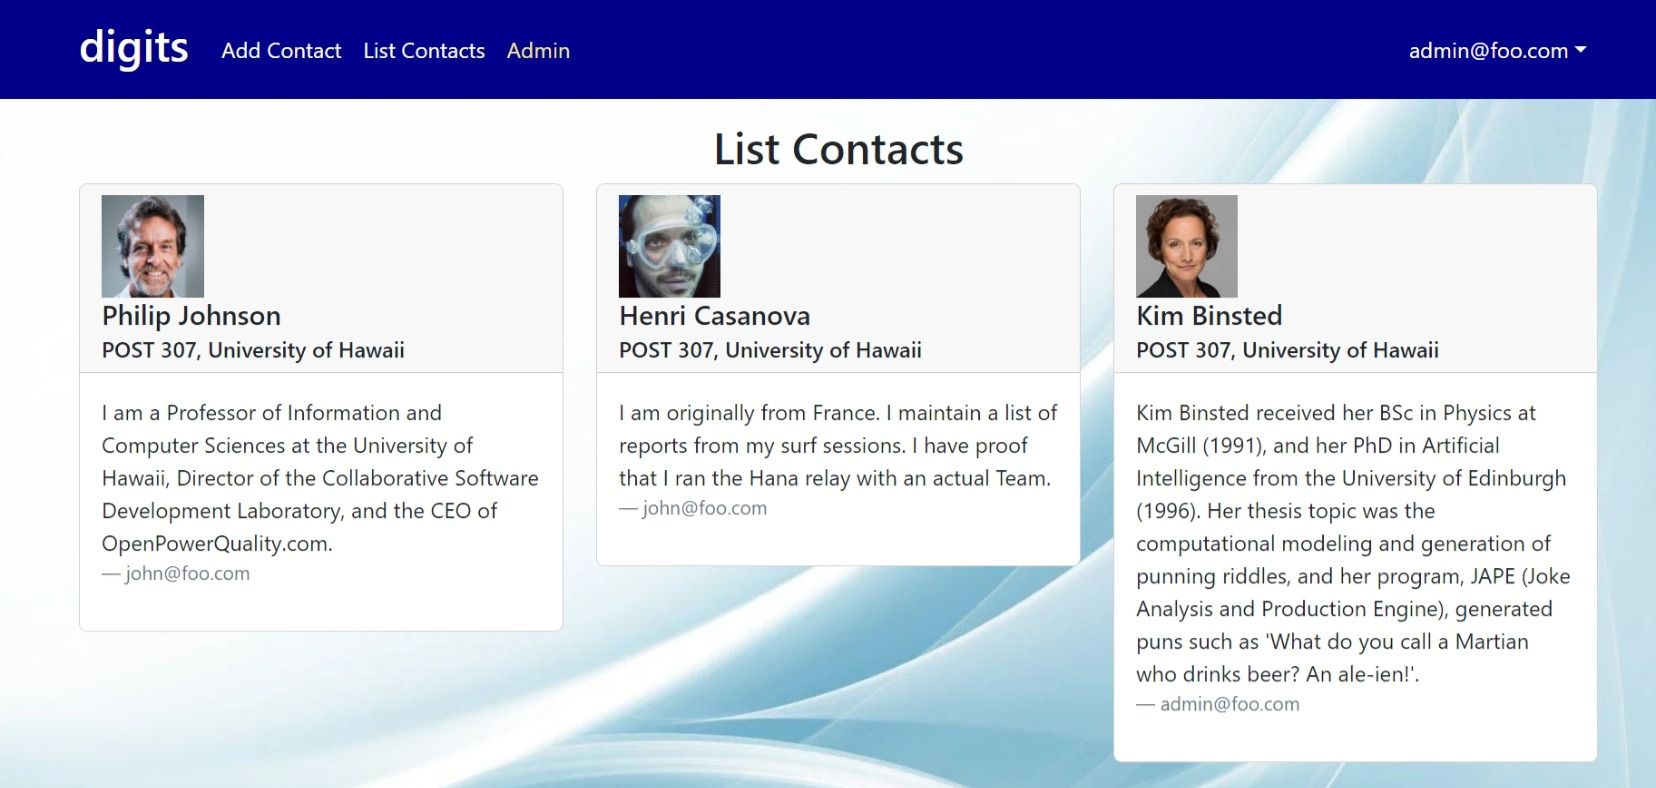 digits Add Contact List Contacts Admin admin@foo.com
List Contacts
Philip Johnson
POST 307, University of Hawaii
I am a Professor of Information and
Computer Sciences at the University of
Hawaii, Director of the Collaborative Software
Development Laboratory, and the CEO of
OpenPowerQuality.com.
— john@foo.com
Henri Casanova
POST 307, University of Hawaii
I am originally from France. I maintain a list of
reports from my surf sessions. I have proof
that I ran the Hana relay with an actual Team.
— john@foo.com
Kim Binsted
POST 307, University of Hawaii
Kim Binsted received her BSc in Physics at
McGill (1991), and her PhD in Artificial
Intelligence from the University of Edinburgh
(1996). Her thesis topic was the
computational modeling and generation of
punning riddles, and her program, JAPE (Joke
Analysis and Production Engine), generated
puns such as 'What do you call a Martian
who drinks beer? An ale-ien!'.
— admin@foo.com